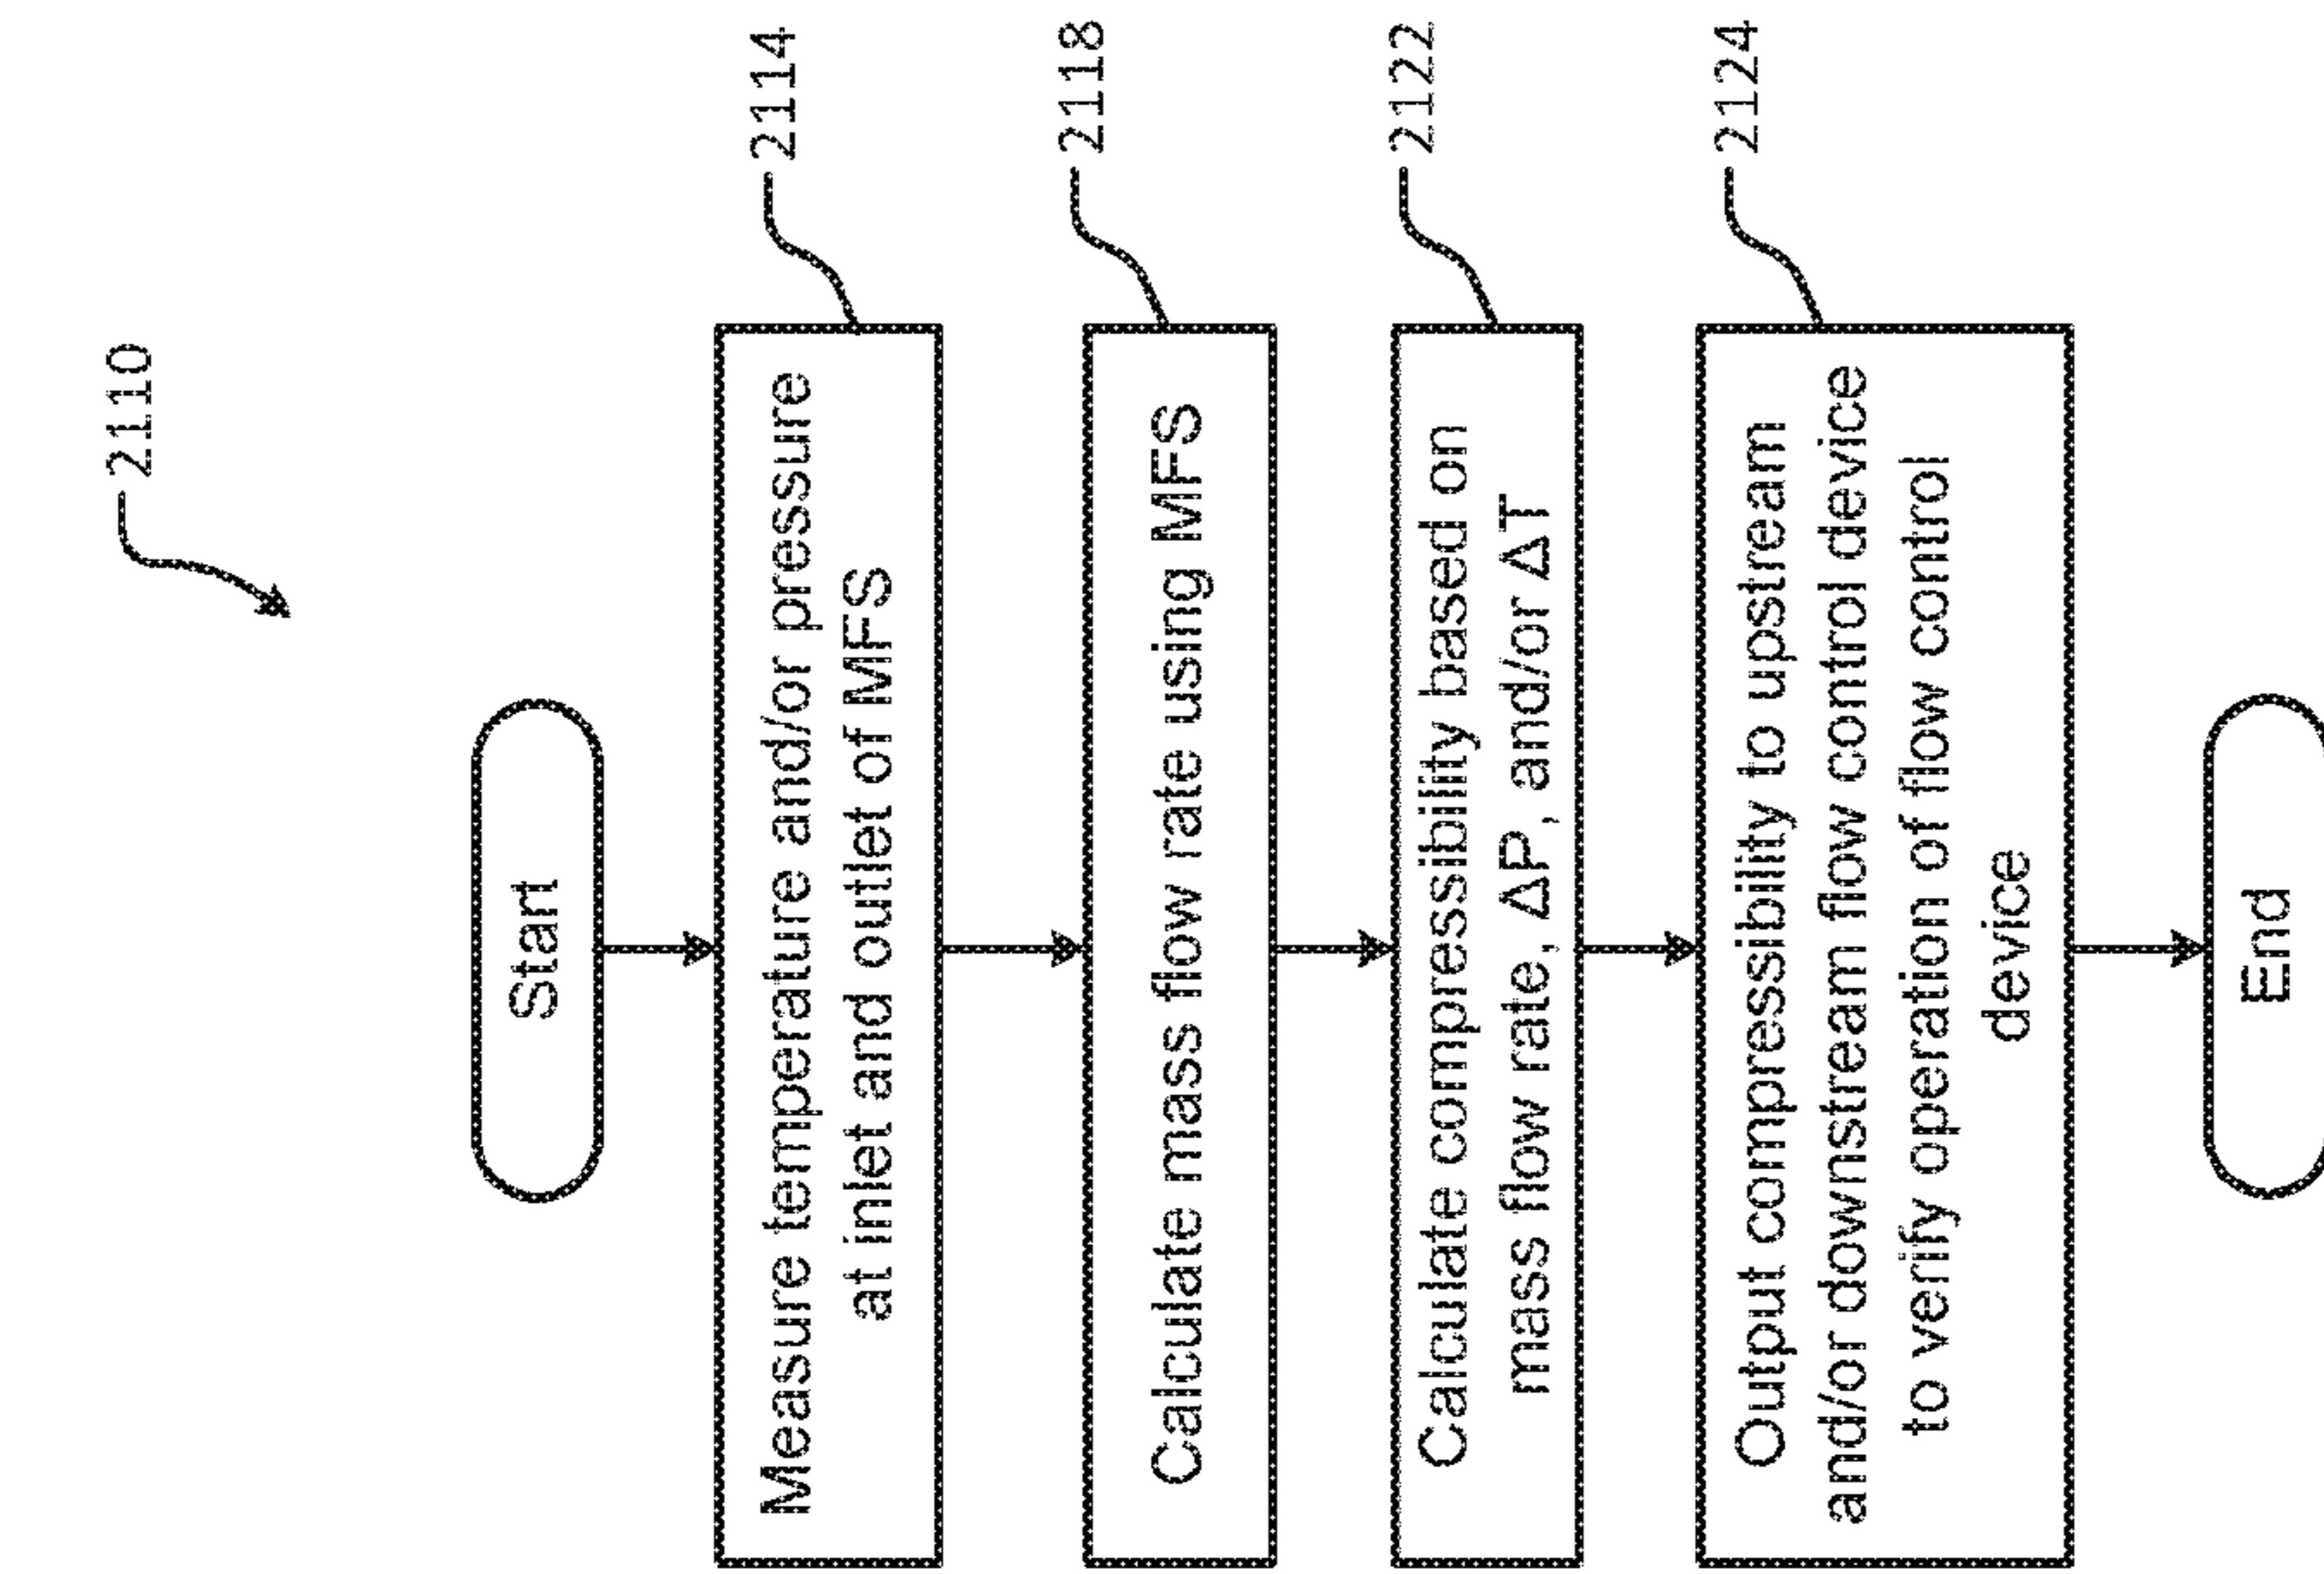 2110
Start
Measure temperature and/or pressure
at inlet and outlet of MFS
2114
Calculate mass flow rate using MFS
2118
Calculate compressibility based on
mass flow rate, ΔP, and/or ΔT
2122
Output compressibility to upstream
and/or downstream flow control device
to verify operation of flow control
device
2124
End